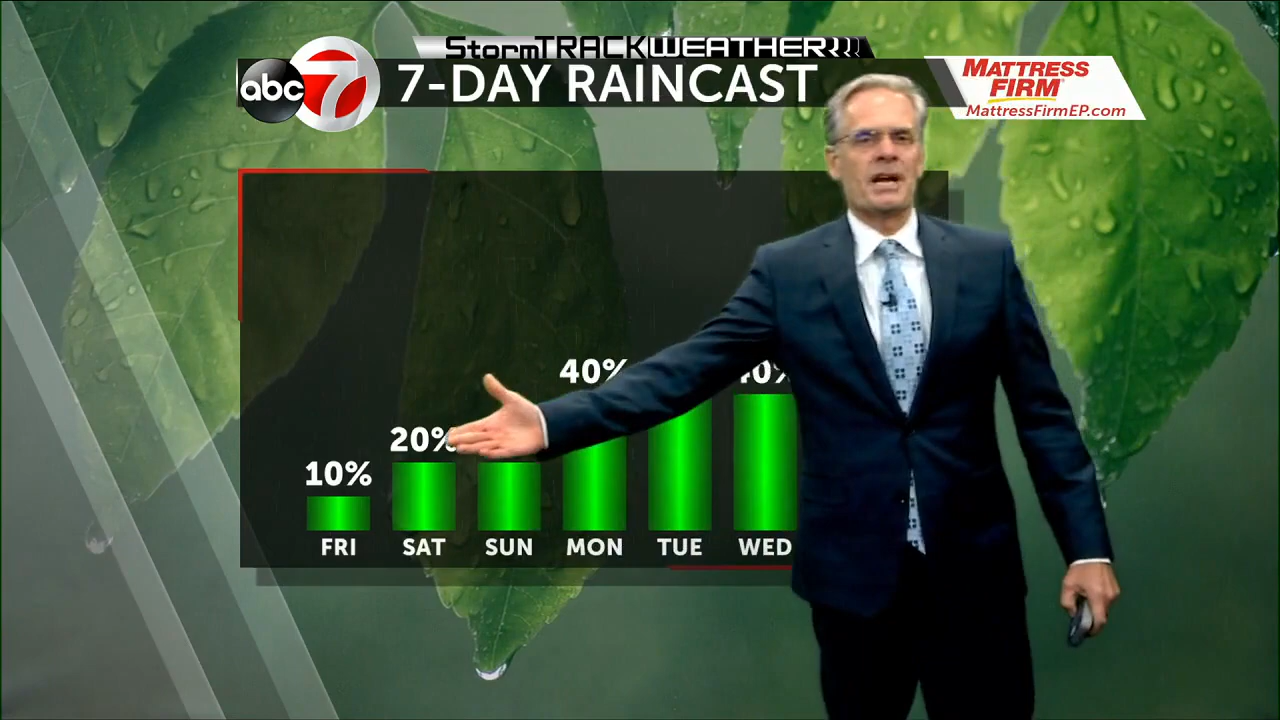 StormTRACKWEATHER
abc 7 7-DAY RAINCAST
MATTRESS
FIRM
MattressFirmEP.com
40%
20%
10%
FRI SAT SUN MON TUE WED